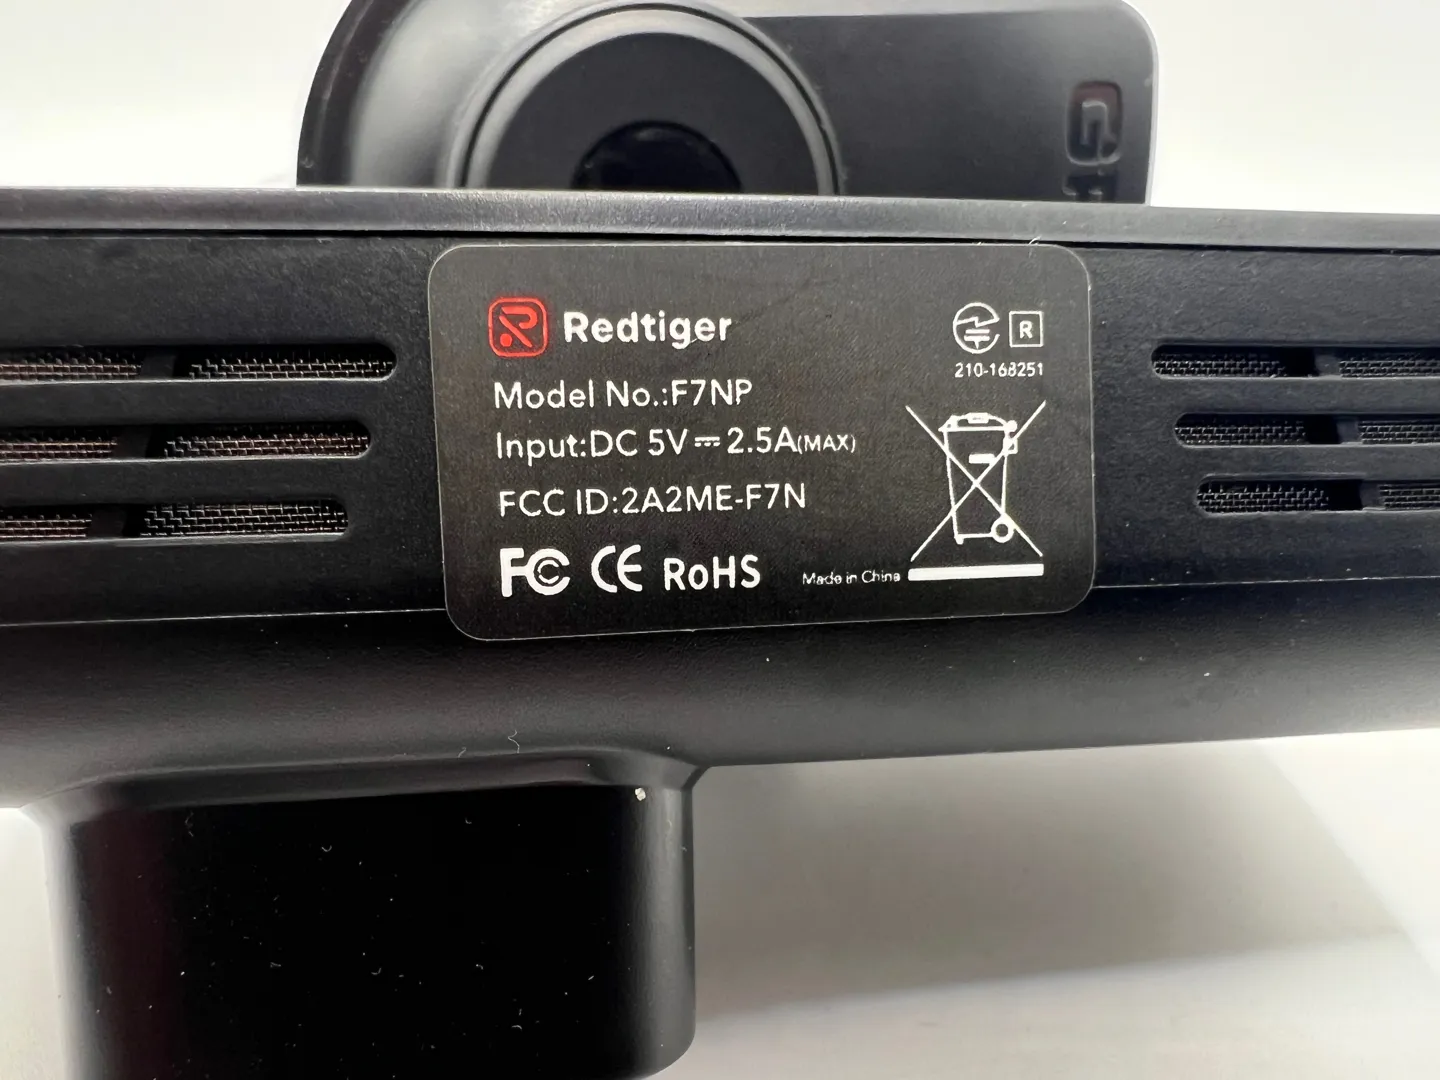 Redtiger
R
210-168251
Model No.:F7NP
Input:DC 5V⎓2.5A(MAX)
FCC ID:2A2ME-F7N
FC CE RoHS
Made in China